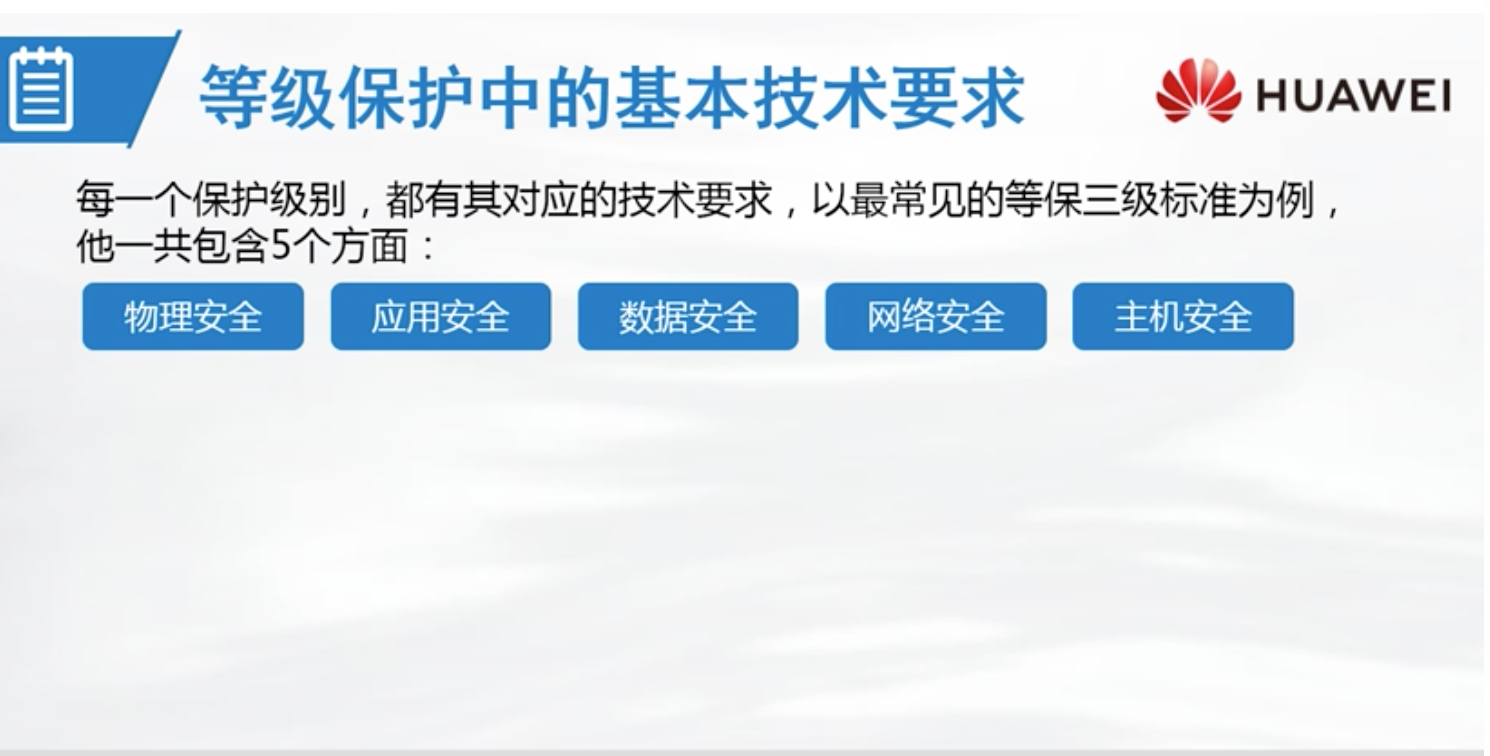 等级保护中的基本技术要求
HUAWEI
每一个保护级别，都有其对应的技术要求，以最常见的等保三级标准为例，
他一共包含5个方面：
物理安全 应用安全 数据安全 网络安全 主机安全